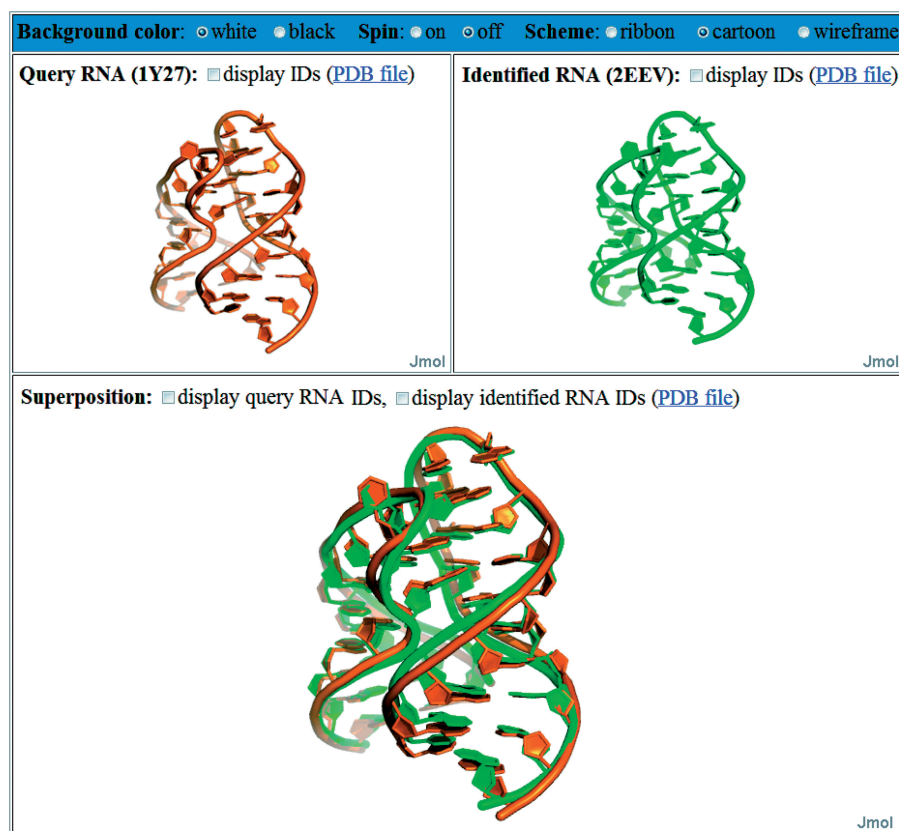 Background color: white black Spin: on off Scheme: ribbon cartoon wireframe
Query RNA (1Y27): display IDs (PDB file)
Jmol
Identified RNA (2EEV): display IDs (PDB file)
Jmol
Superposition: display query RNA IDs, display identified RNA IDs (PDB file)
Jmol